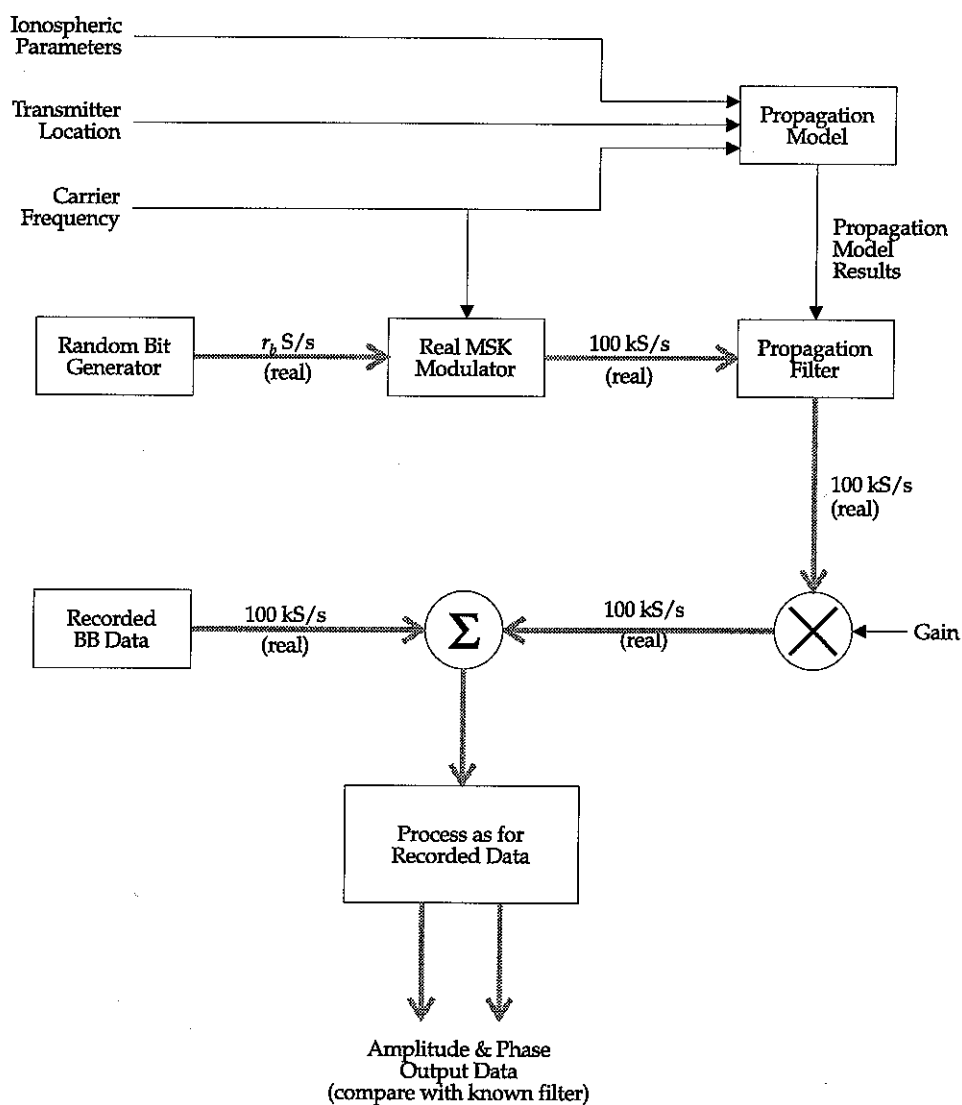 Ionospheric
Parameters
Transmitter
Location
Carrier
Frequency
Propagation
Model
Propagation
Model
Results
Random Bit
Generator
r_b S/s
(real)
Real MSK
Modulator
100 kS/s
(real)
Propagation
Filter
100 kS/s
(real)
Recorded
BB Data
100 kS/s
(real)
Σ
100 kS/s
(real)
Gain
Process as for
Recorded Data
Amplitude & Phase
Output Data
(compare with known filter)